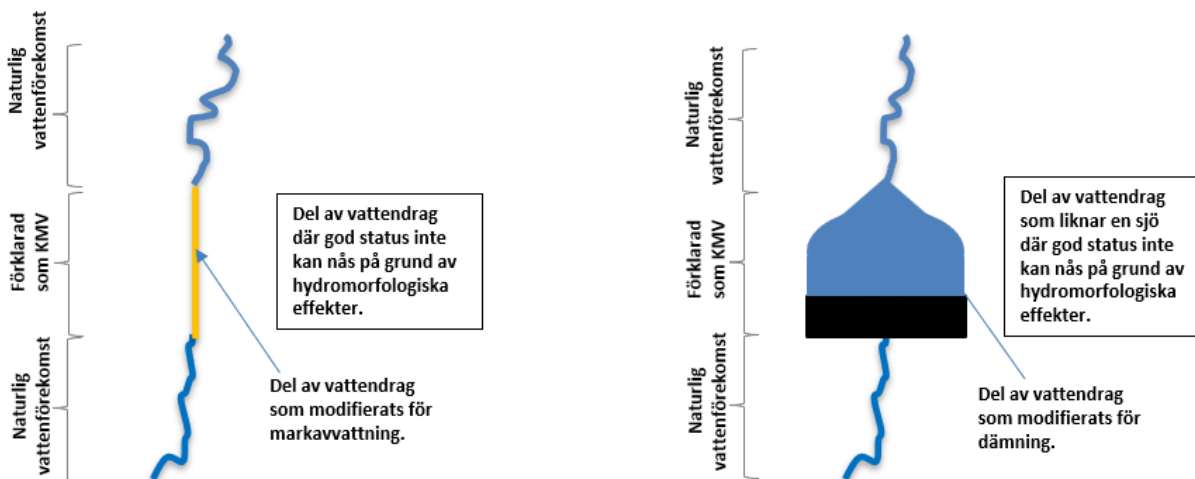 Naturlig
vattenförekomst
Förklarad
som KMV
Naturlig
vattenförekomst
Del av vattendrag
där god status inte
kan nås på grund av
hydromorfologiska
effekter.
Del av vattendrag
som modifierats för
markavvattning.
Naturlig
vattenförekomst
Förklarad
som KMV
Naturlig
vattenförekomst
Del av vattendrag
som liknar en sjö
där god status inte
kan nås på grund av
hydromorfologiska
effekter.
Del av vattendrag
som modifierats för
dämning.